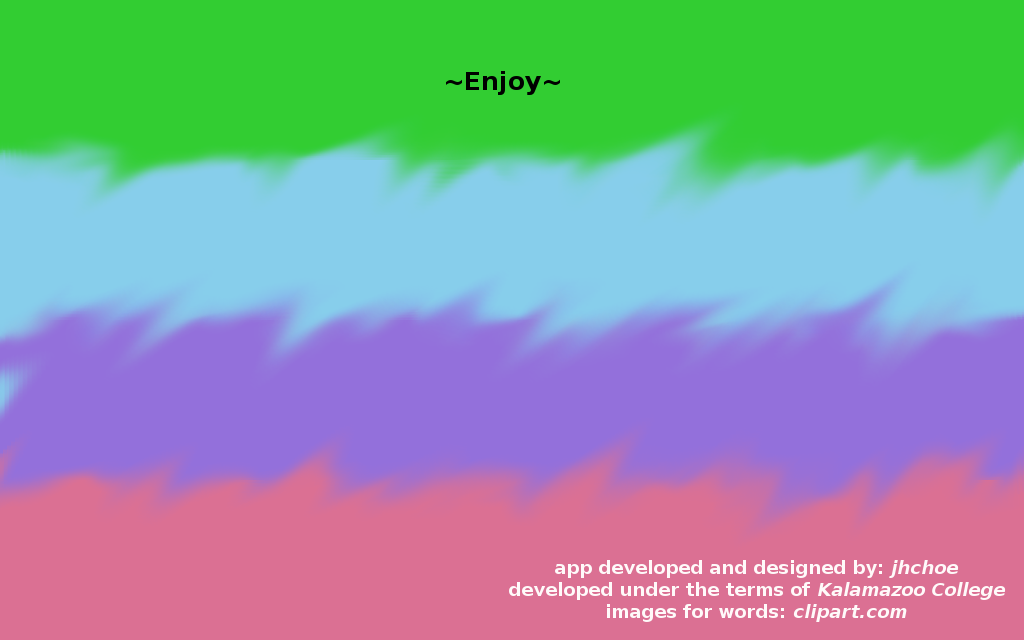 ~Enjoy~
app developed and designed by: jhchoe
developed under the terms of Kalamazoo College
images for words: clipart.com